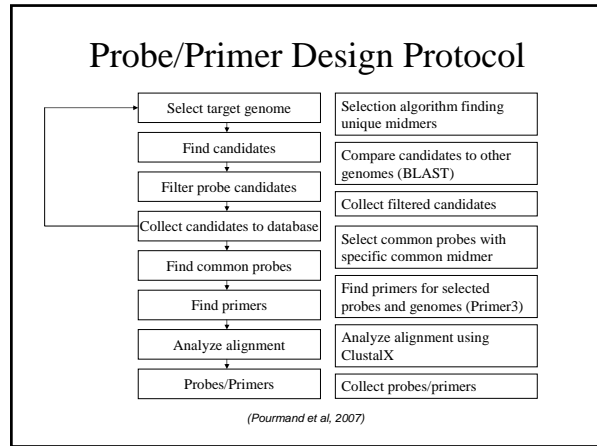 Probe/Primer Design Protocol
Select target genome
Find candidates
Filter probe candidates
Collect candidates to database
Find common probes
Find primers
Analyze alignment
Probes/Primers
Selection algorithm finding
unique midmers
Compare candidates to other
genomes (BLAST)
Collect filtered candidates
Select common probes with
specific common midmer
Find primers for selected
probes and genomes (Primer3)
Analyze alignment using
ClustalX
Collect probes/primers
(Pourmand et al, 2007)